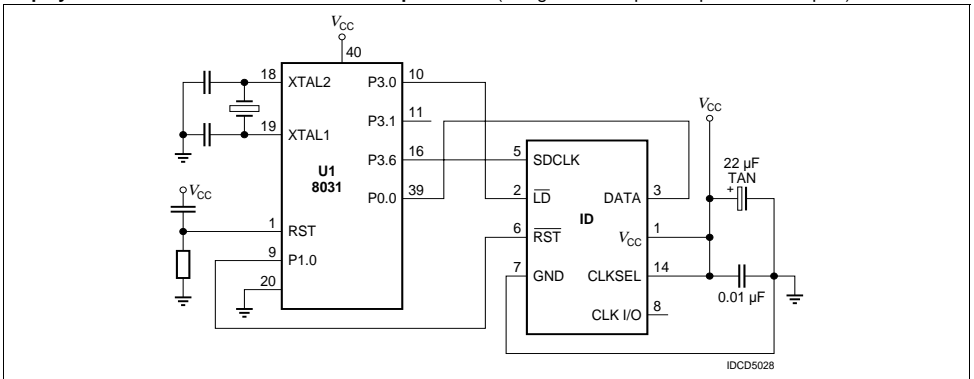 VCC
40
18 XTAL2
P3.0 10
P3.1 11
19 XTAL1
P3.6 16
U1
8031
P0.0 39
VCC
1 RST
9 P1.0
20
5 SDCLK
2 LD
DATA 3
ID
6 RST
VCC 1
7 GND
CLKSEL 14
CLK I/O 8
VCC
22 µF
TAN
+
0.01 µF
IDCD5028